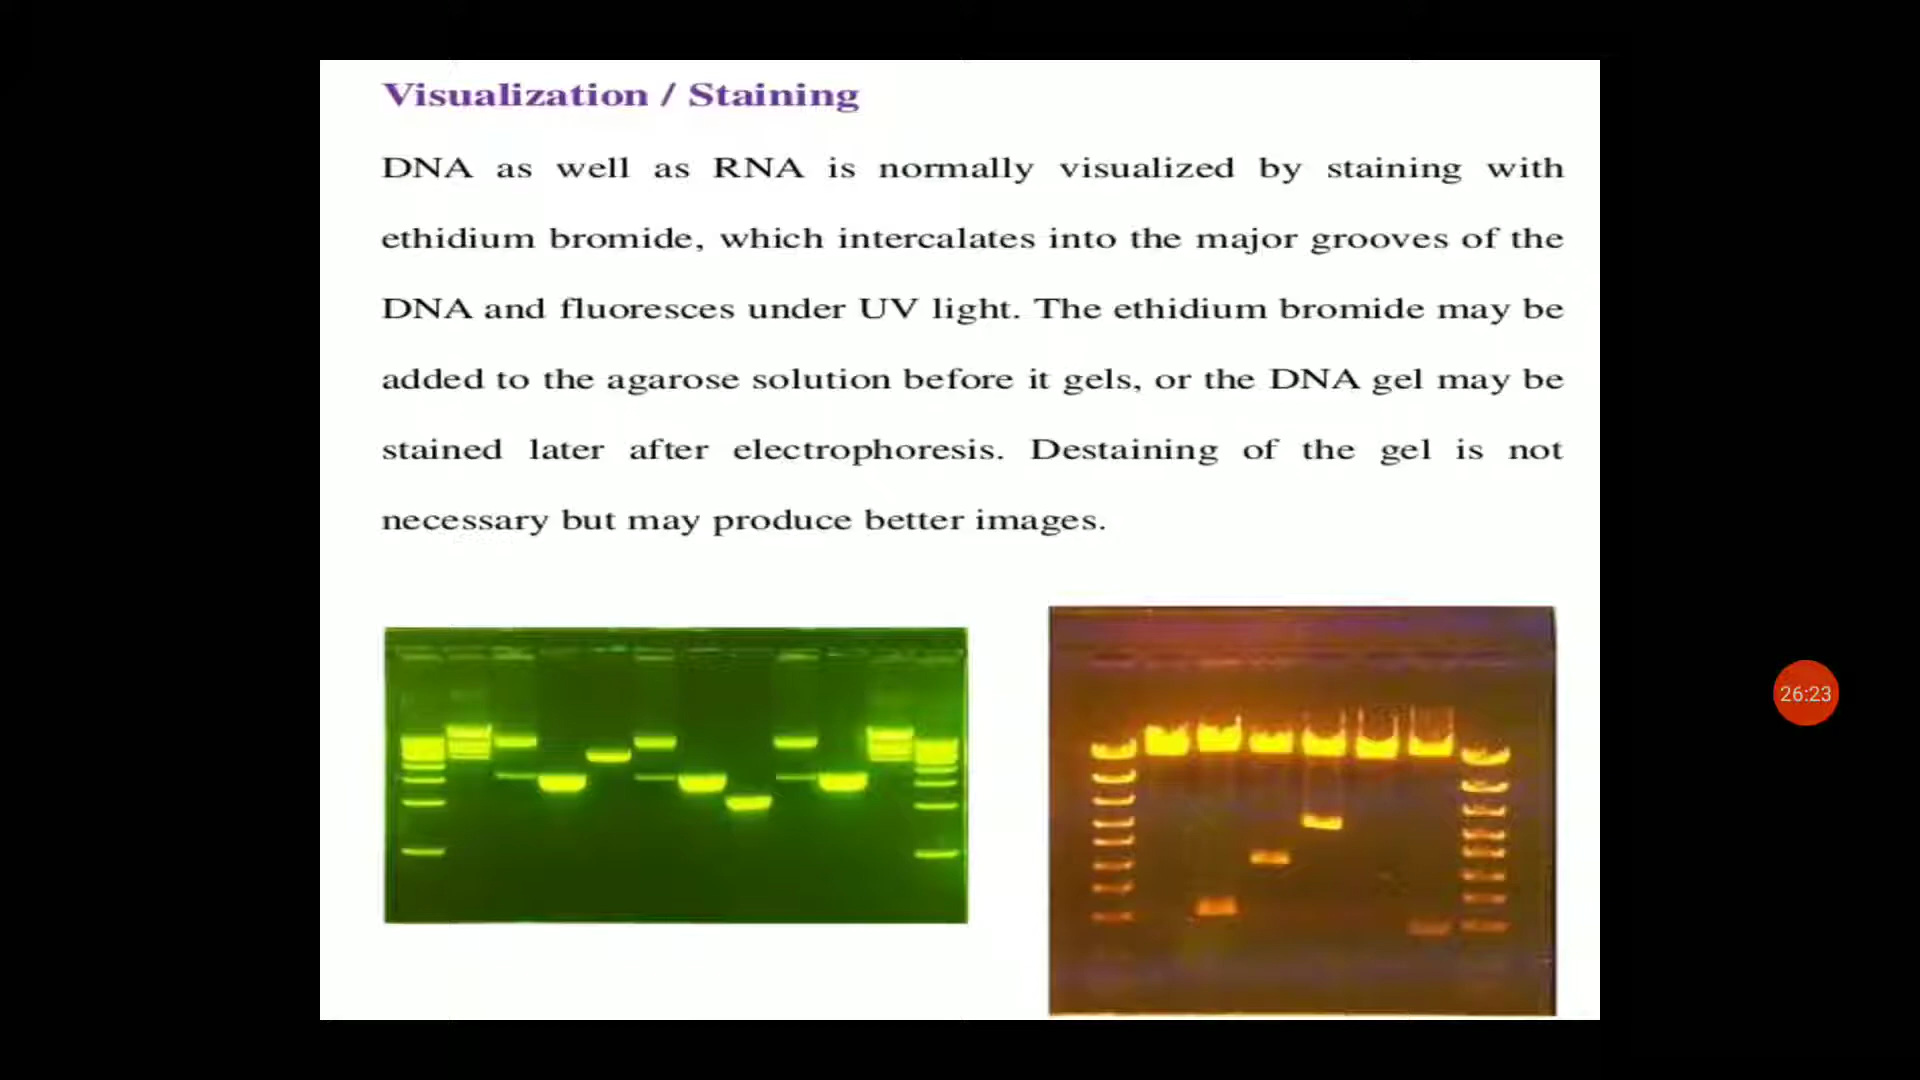 Visualization / Staining
DNA as well as RNA is normally visualized by staining with
ethidium bromide, which intercalates into the major grooves of the
DNA and fluoresces under UV light. The ethidium bromide may be
added to the agarose solution before it gels, or the DNA gel may be
stained later after electrophoresis. Destaining of the gel is not
necessary but may produce better images.
26:23